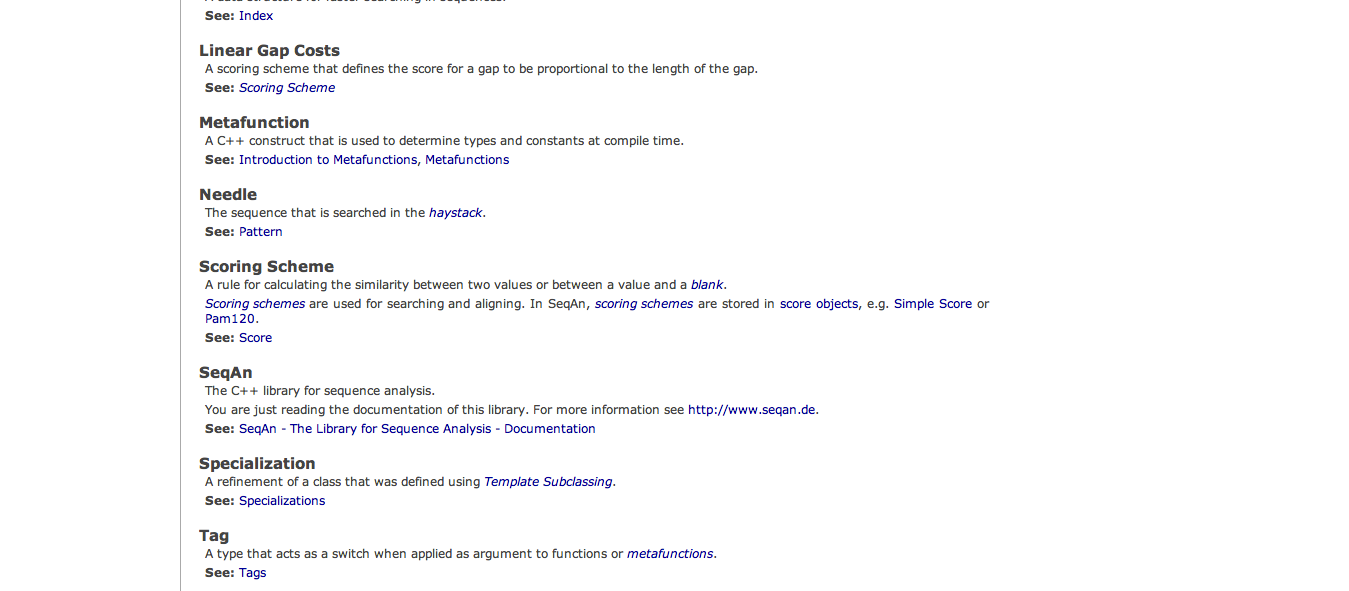 See: Index
Linear Gap Costs
A scoring scheme that defines the score for a gap to be proportional to the length of the gap.
See: Scoring Scheme
Metafunction
A C++ construct that is used to determine types and constants at compile time.
See: Introduction to Metafunctions, Metafunctions
Needle
The sequence that is searched in the haystack.
See: Pattern
Scoring Scheme
A rule for calculating the similarity between two values or between a value and a blank.
Scoring schemes are used for searching and aligning. In SeqAn, scoring schemes are stored in score objects, e.g. Simple Score or
Pam120.
See: Score
SeqAn
The C++ library for sequence analysis.
You are just reading the documentation of this library. For more information see http://www.seqan.de.
See: SeqAn - The Library for Sequence Analysis - Documentation
Specialization
A refinement of a class that was defined using Template Subclassing.
See: Specializations
Tag
A type that acts as a switch when applied as argument to functions or metafunctions.
See: Tags